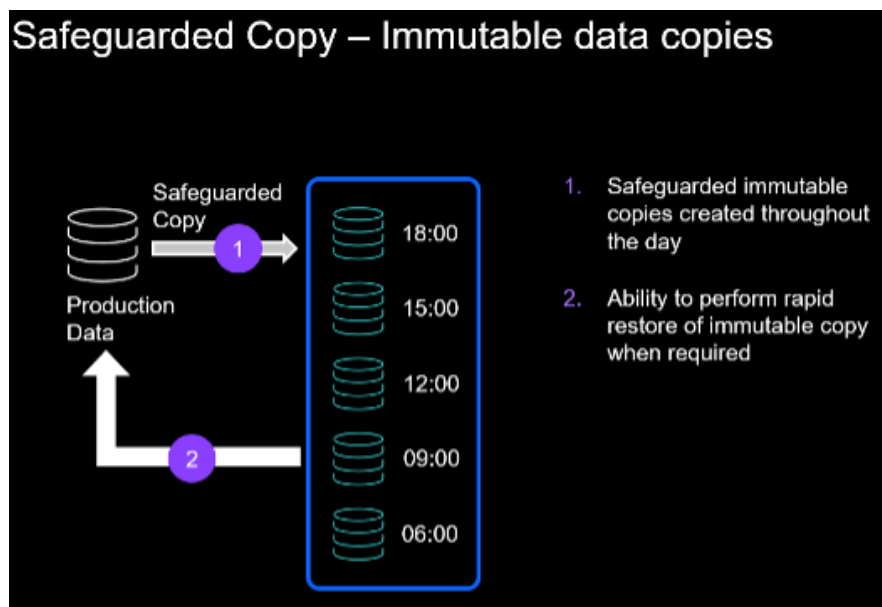 Safeguarded Copy – Immutable data copies
Safeguarded
Copy
1
Production
Data
2
18:00
15:00
12:00
09:00
06:00
1. Safeguarded immutable
copies created throughout
the day
2. Ability to perform rapid
restore of immutable copy
when required